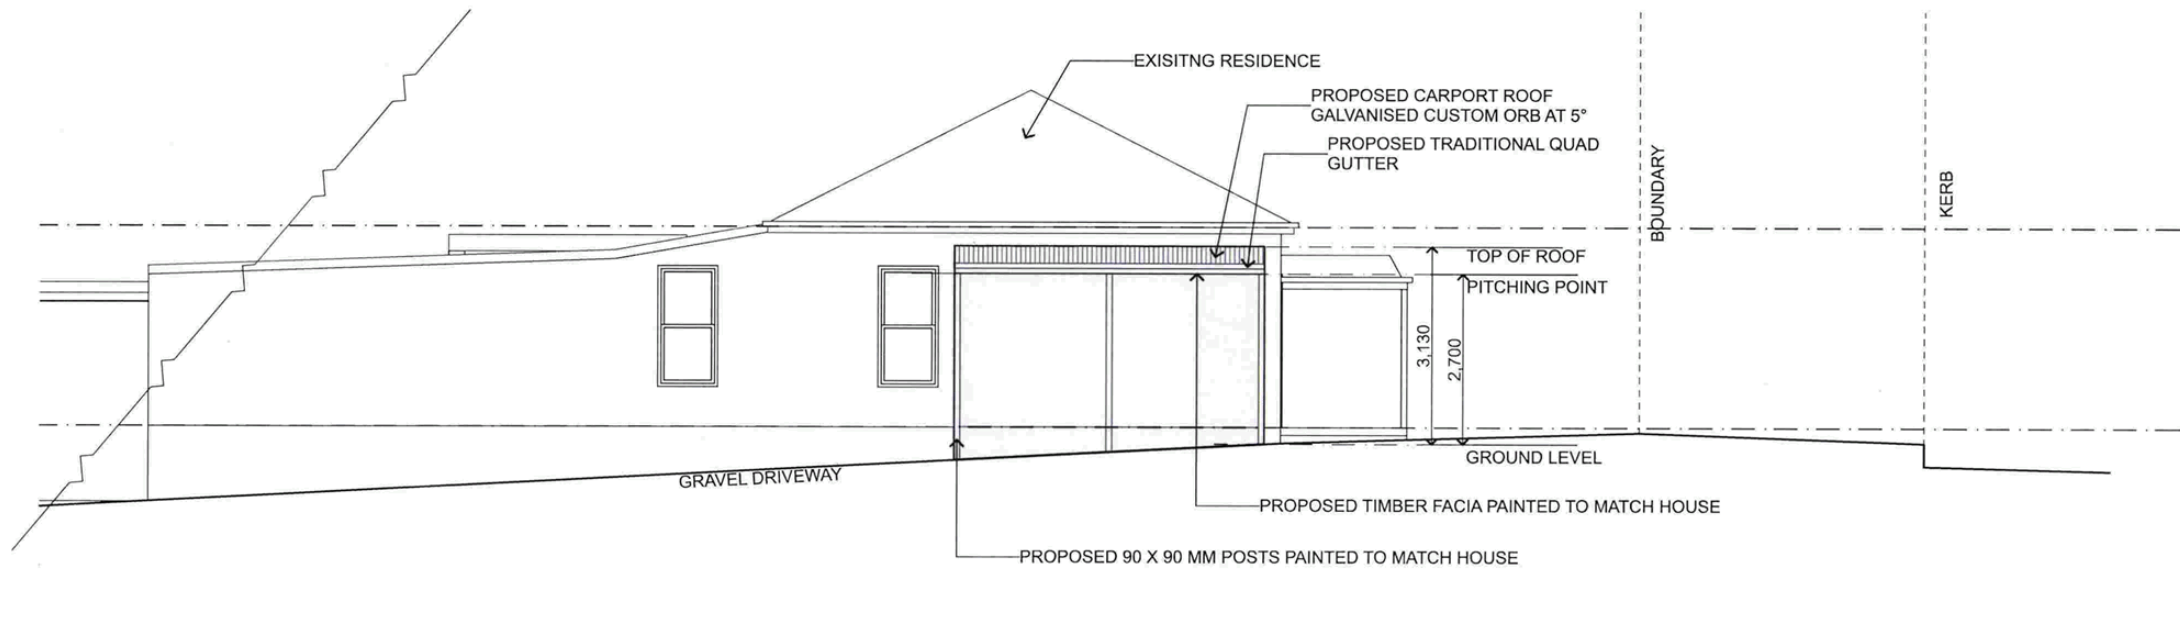 EXISITNG RESIDENCE
PROPOSED CARPORT ROOF
GALVANISED CUSTOM ORB AT 5°
PROPOSED TRADITIONAL QUAD
GUTTER
BOUNDARY
KERB
TOP OF ROOF
PITCHING POINT
3,130
2,700
GROUND LEVEL
GRAVEL DRIVEWAY
PROPOSED TIMBER FACIA PAINTED TO MATCH HOUSE
PROPOSED 90 X 90 MM POSTS PAINTED TO MATCH HOUSE